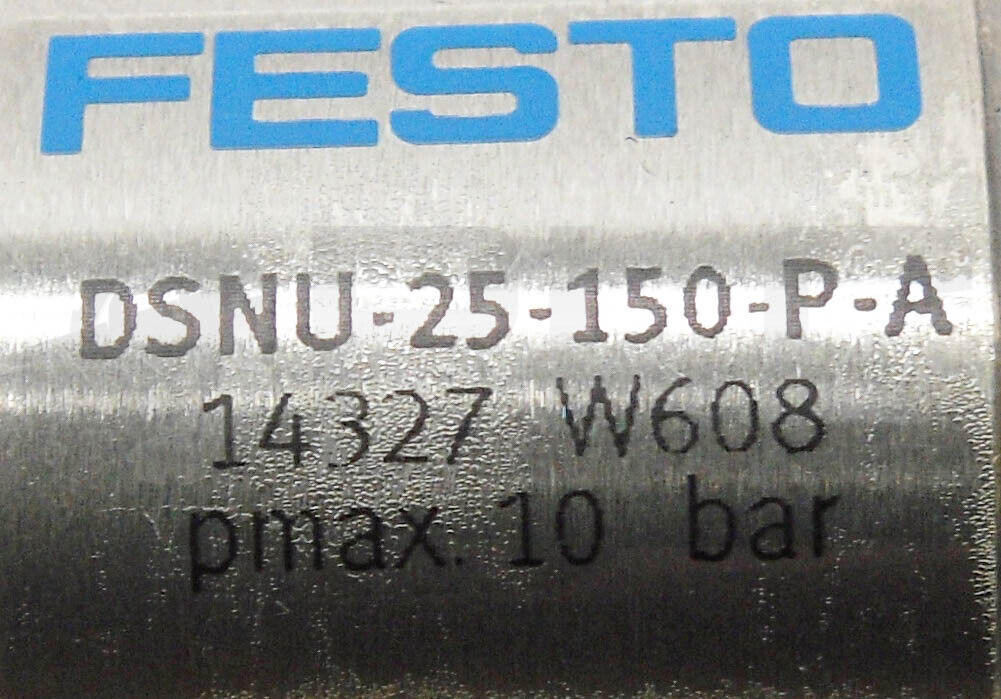 FESTO
DSNU-25-150-P-A
14327 W608
pmax. 10 bar